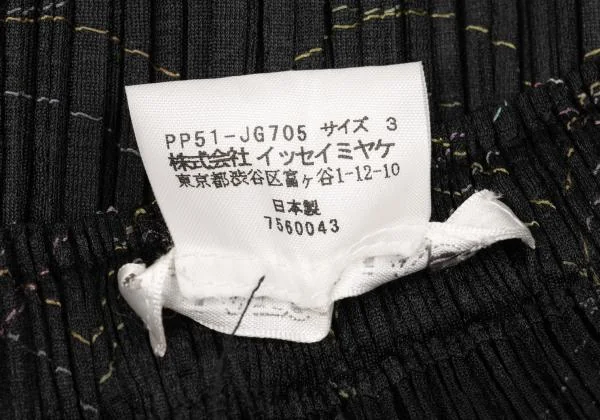 PP51-JG705 サイズ 3
株式会社 イッセイミヤケ
東京都渋谷区富ヶ谷1-12-10
日本製
7560043